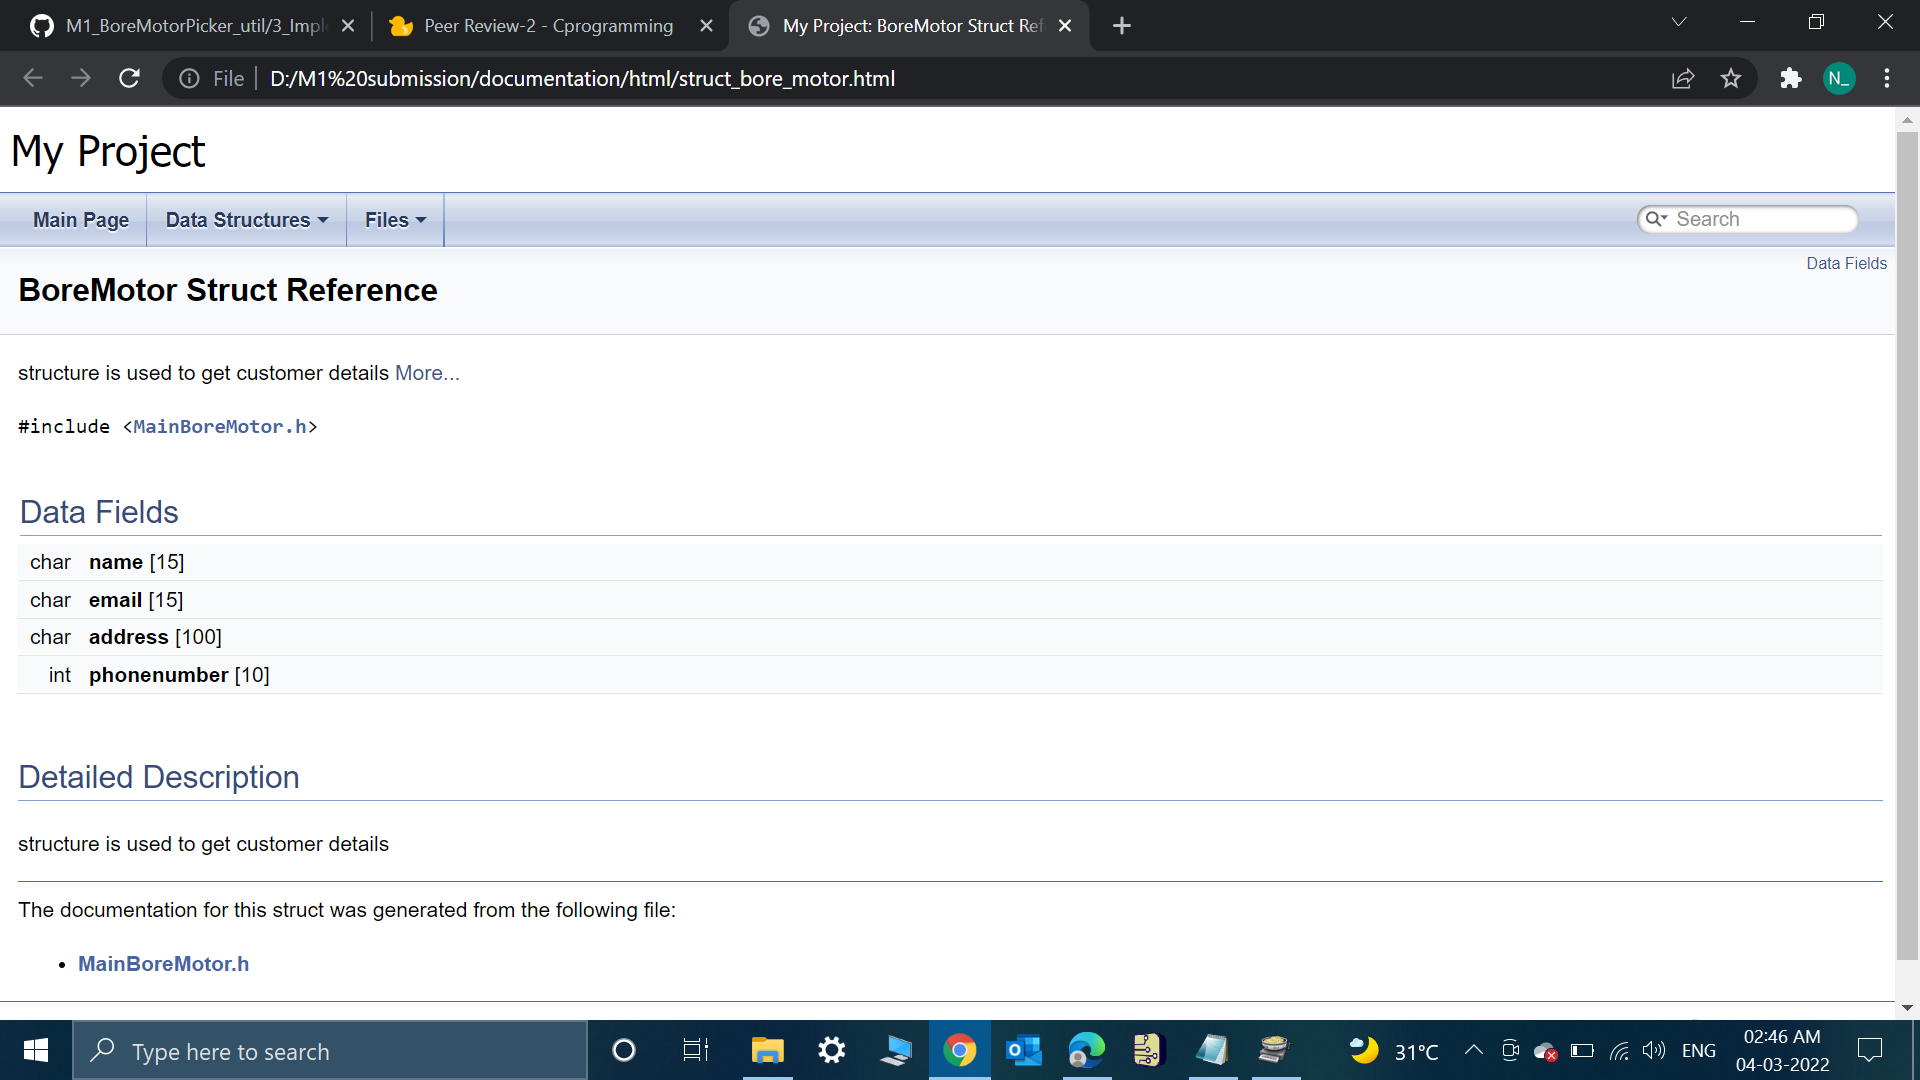 M1_BoreMotorPicker_util/3_Imple
Peer Review-2 - Cprogramming
My Project: BoreMotor Struct Ref
File
D:/M1%20submission/documentation/html/struct_bore_motor.html
N_
My Project
Main Page
Data Structures
Files
Search
Data Fields
BoreMotor Struct Reference
structure is used to get customer details More...
#include <MainBoreMotor.h>
Data Fields
char name [15]
char email [15]
char address [100]
int phonenumber [10]
Detailed Description
structure is used to get customer details
The documentation for this struct was generated from the following file:
• MainBoreMotor.h
Type here to search
31°C
ENG
02:46 AM
04-03-2022